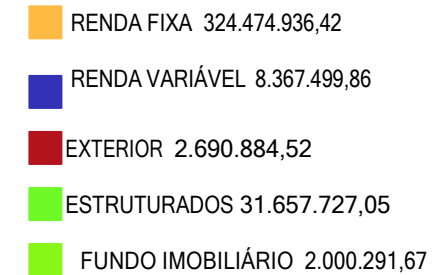 RENDA FIXA 324.474.936,42
RENDA VARIÁVEL 8.367.499,86
EXTERIOR 2.690.884,52
ESTRUTURADOS 31.657.727,05
FUNDO IMOBILIÁRIO 2.000.291,67